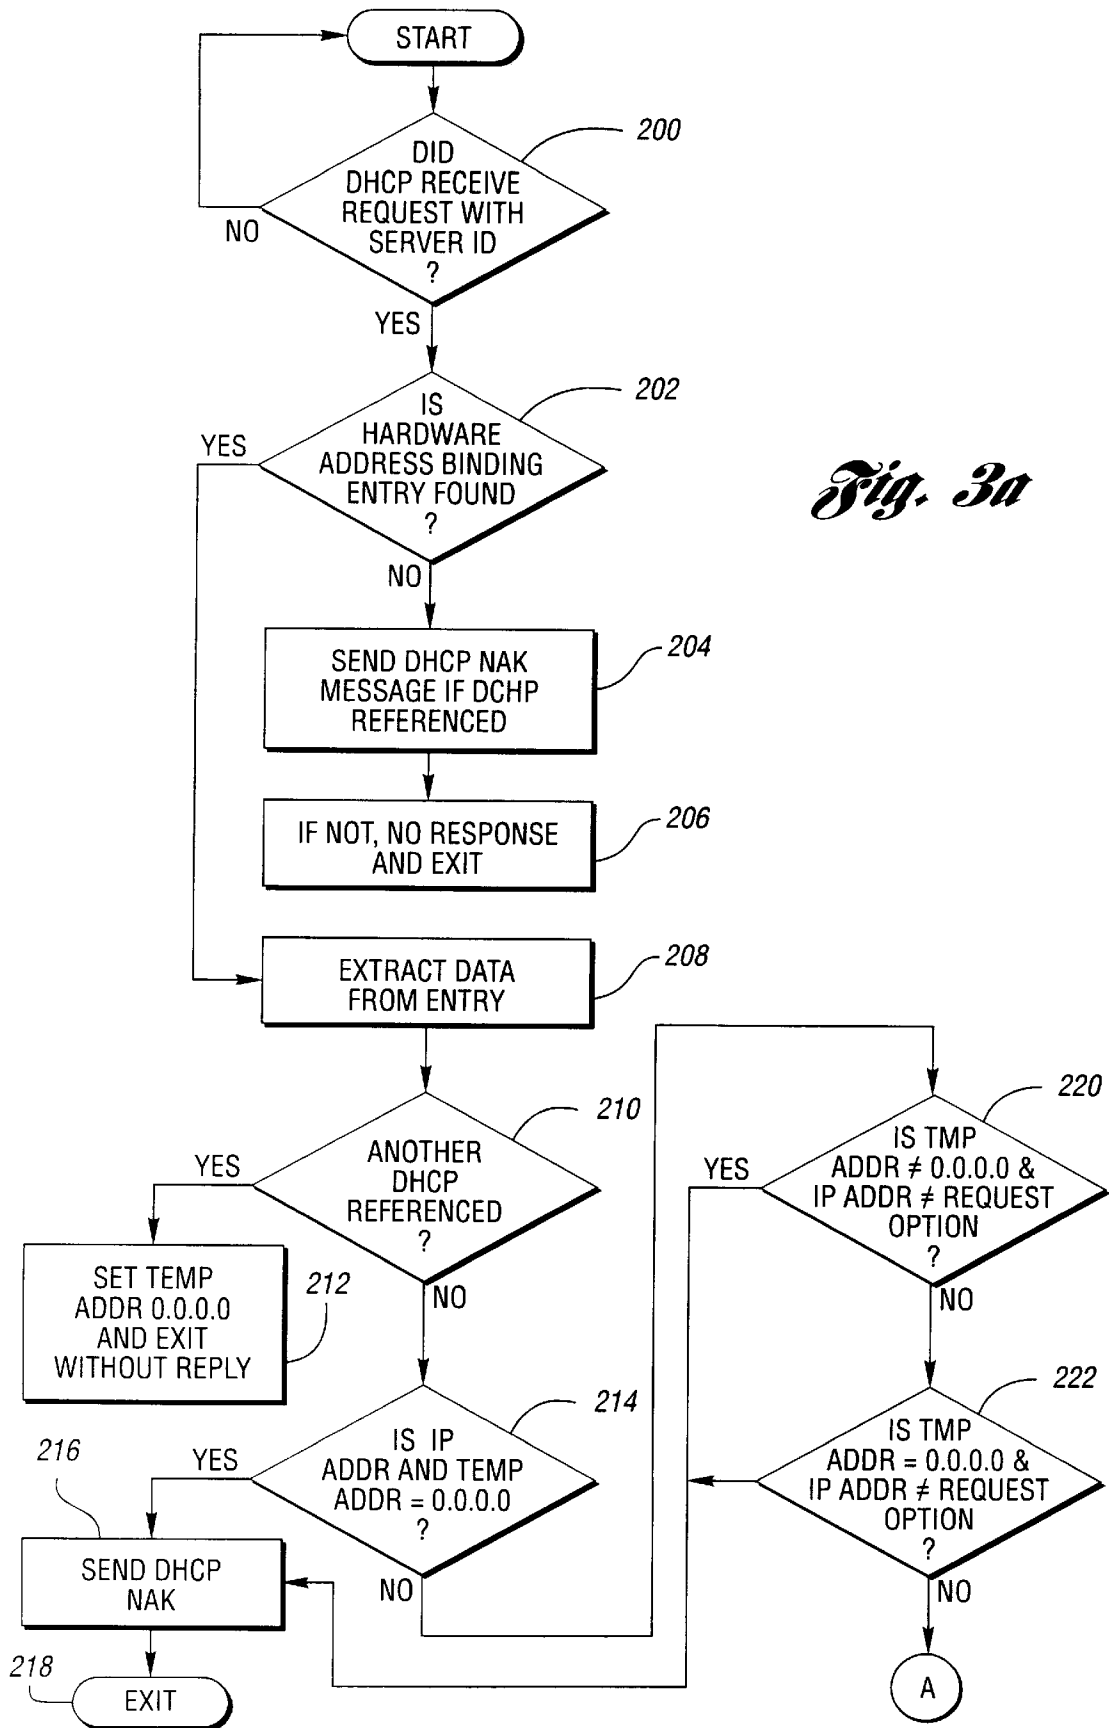 START
200
DID
DHCP RECEIVE
REQUEST WITH
SERVER ID
?
NO
YES
202
IS
HARDWARE
ADDRESS BINDING
ENTRY FOUND
?
YES
NO
Fig. 3a
204
SEND DHCP NAK
MESSAGE IF DCHP
REFERENCED
206
IF NOT, NO RESPONSE
AND EXIT
208
EXTRACT DATA
FROM ENTRY
210
ANOTHER
DHCP
REFERENCED
?
YES
NO
212
SET TEMP
ADDR 0.0.0.0
AND EXIT
WITHOUT REPLY
214
IS IP
ADDR AND TEMP
ADDR = 0.0.0.0
?
YES
NO
216
SEND DHCP
NAK
218
EXIT
220
IS TMP
ADDR ≠ 0.0.0.0 &
IP ADDR ≠ REQUEST
OPTION
?
YES
NO
222
IS TMP
ADDR = 0.0.0.0 &
IP ADDR ≠ REQUEST
OPTION
?
NO
A